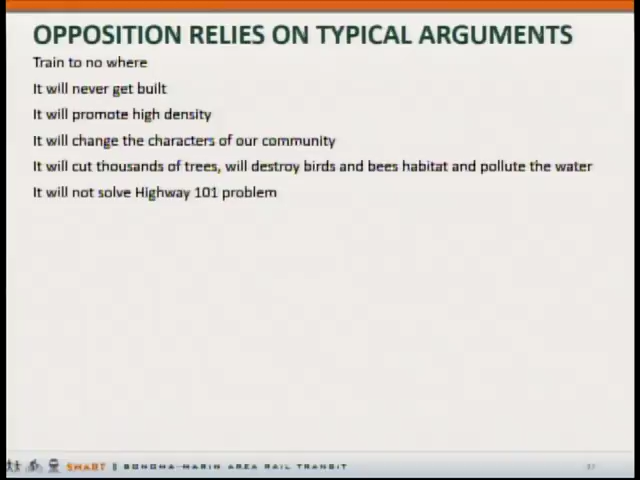 OPPOSITION RELIES ON TYPICAL ARGUMENTS
Train to no where
It will never get built
It will promote high density
It will change the characters of our community
It will cut thousands of trees, will destroy birds and bees habitat and pollute the water
It will not solve Highway 101 problem
SMART | SONOMA-MARIN AREA RAIL TRANSIT